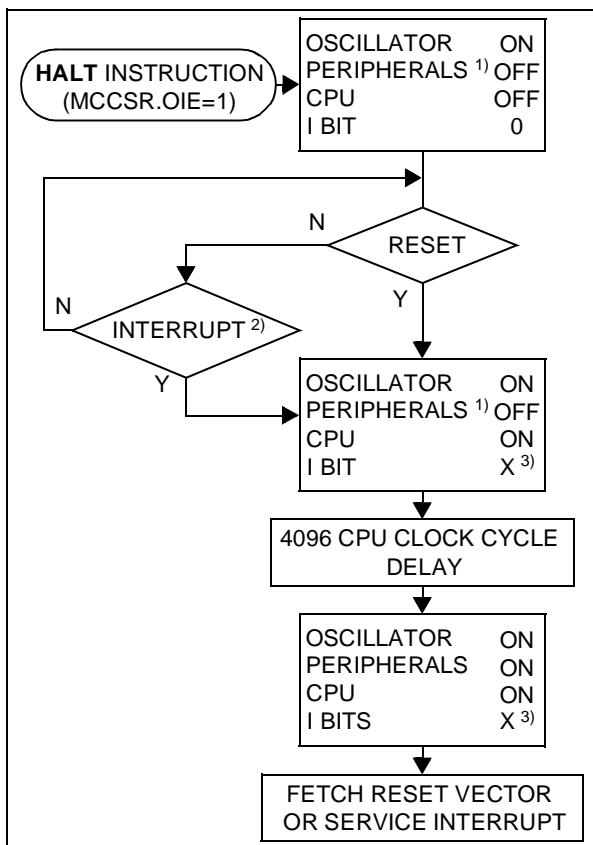 HALT INSTRUCTION
(MCCSR.OIE=1)
OSCILLATOR ON
PERIPHERALS 1) OFF
CPU OFF
I BIT 0
N
RESET
Y
N
INTERRUPT 2)
Y
OSCILLATOR ON
PERIPHERALS 1) OFF
CPU ON
I BIT X 3)
4096 CPU CLOCK CYCLE
DELAY
OSCILLATOR ON
PERIPHERALS ON
CPU ON
I BITS X 3)
FETCH RESET VECTOR
OR SERVICE INTERRUPT